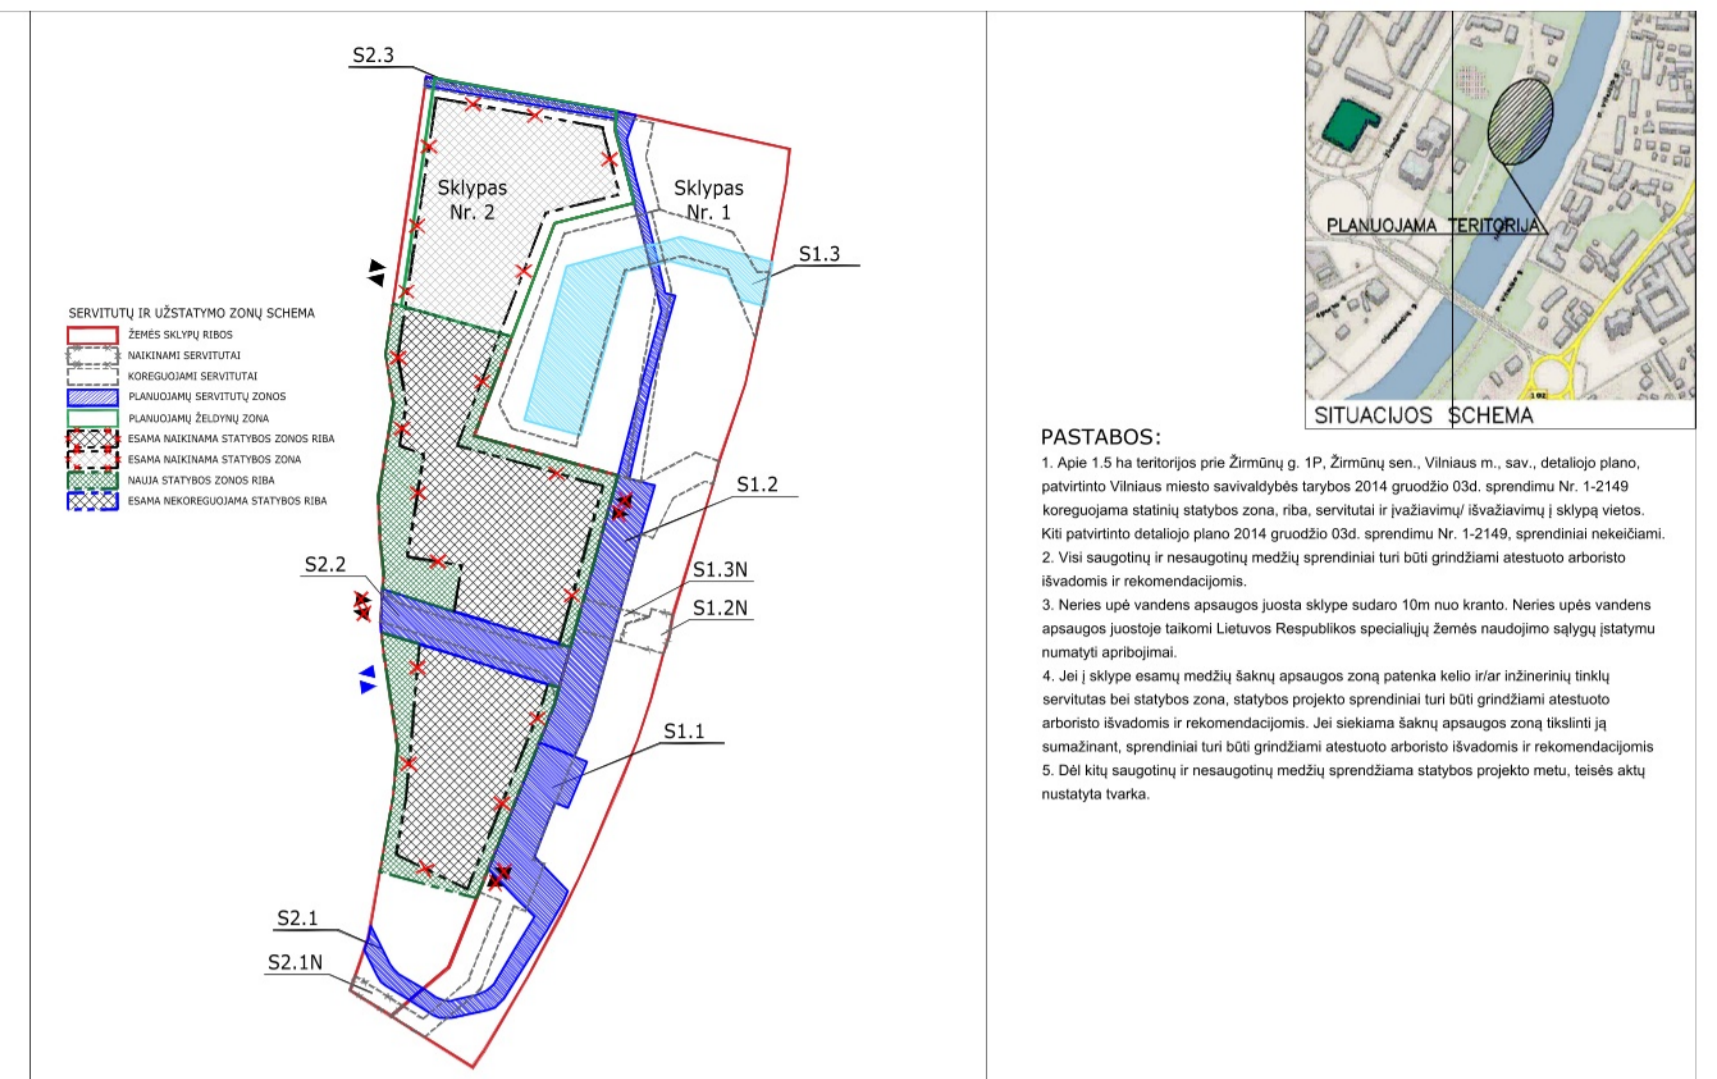 S2.3
Sklypas
Nr. 2
Sklypas
Nr. 1
S1.3
SERVITUTŲ IR UŽSTATYMO ZONŲ SCHEMA
ŽEMĖS SKLYPŲ RIBOS
NAIKINAMI SERVITUTAI
KOREGUOJAMI SERVITUTAI
PLANUOJAMŲ SERVITUTŲ ZONOS
PLANUOJAMŲ ŽELDYNŲ ZONA
ESAMA NAIKINAMA STATYBOS ZONOS RIBA
ESAMA NAIKINAMA STATYBOS ZONA
NAUJA STATYBOS ZONOS RIBA
ESAMA NEKOREGUOJAMA STATYBOS RIBA
S1.2
S2.2
S1.3N
S1.2N
S1.1
S2.1
S2.1N
PLANUOJAMA TERITORIJA
102
SITUACIJOS SCHEMA
PASTABOS:
1. Apie 1.5 ha teritorijos prie Žirmūnų g. 1P, Žirmūnų sen., Vilniaus m., sav., detaliojo plano,
patvirtinto Vilniaus miesto savivaldybės tarybos 2014 gruodžio 03d. sprendimu Nr. 1-2149
koreguojama statinių statybos zona, riba, servitutai ir įvažiavimų/ išvažiavimų į sklypą vietos.
Kiti patvirtinto detaliojo plano 2014 gruodžio 03d. sprendimu Nr. 1-2149, sprendiniai nekeičiami.
2. Visi saugotinų ir nesaugotinų medžių sprendiniai turi būti grindžiami atestuoto arboristo
išvadomis ir rekomendacijomis.
3. Neries upė vandens apsaugos juosta sklype sudaro 10m nuo kranto. Neries upės vandens
apsaugos juostoje taikomi Lietuvos Respublikos specialiųjų žemės naudojimo sąlygų įstatymu
numatyti apribojimai.
4. Jei į sklype esamų medžių šaknų apsaugos zoną patenka kelio ir/ar inžinerinių tinklų
servitutas bei statybos zona, statybos projekto sprendiniai turi būti grindžiami atestuoto
arboristo išvadomis ir rekomendacijomis. Jei siekiama šaknų apsaugos zoną tikslinti ją
sumažinant, sprendiniai turi būti grindžiami atestuoto arboristo išvadomis ir rekomendacijomis
5. Dėl kitų saugotinų ir nesaugotinų medžių sprendžiama statybos projekto metu, teisės aktų
nustatyta tvarka.